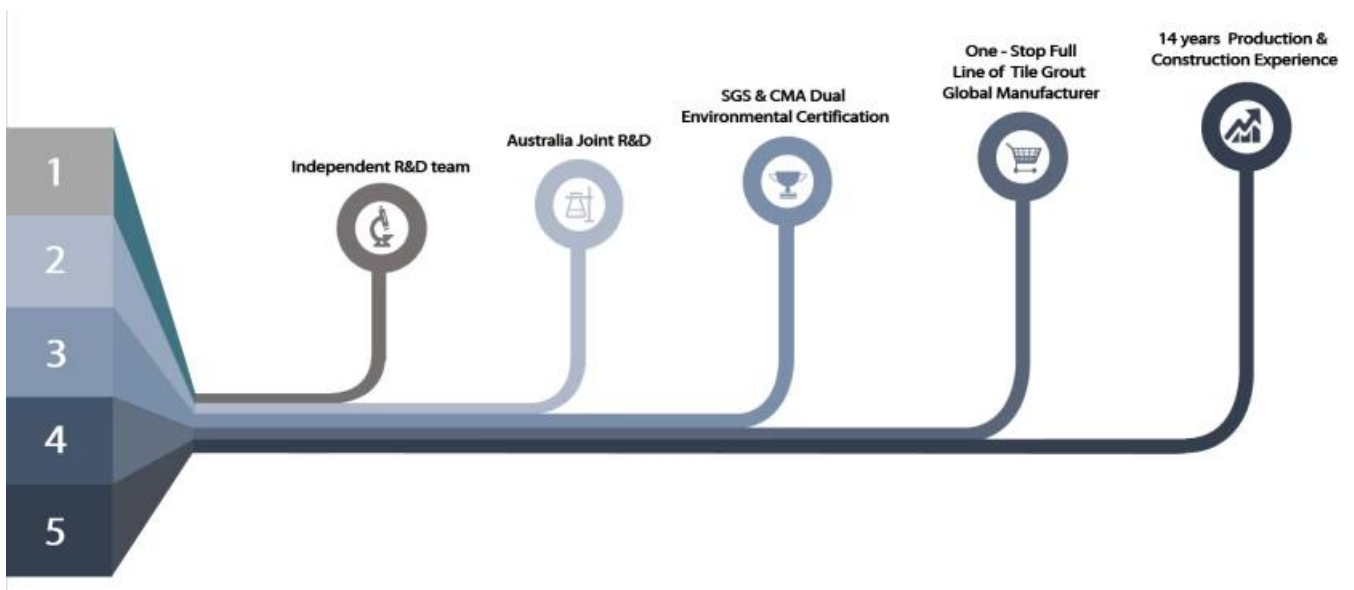 1
2
3
4
5
Independent R&D team
Australia Joint R&D
SGS & CMA Dual
Environmental Certification
One - Stop Full
Line of Tile Grout
Global Manufacturer
14 years Production &
Construction Experience